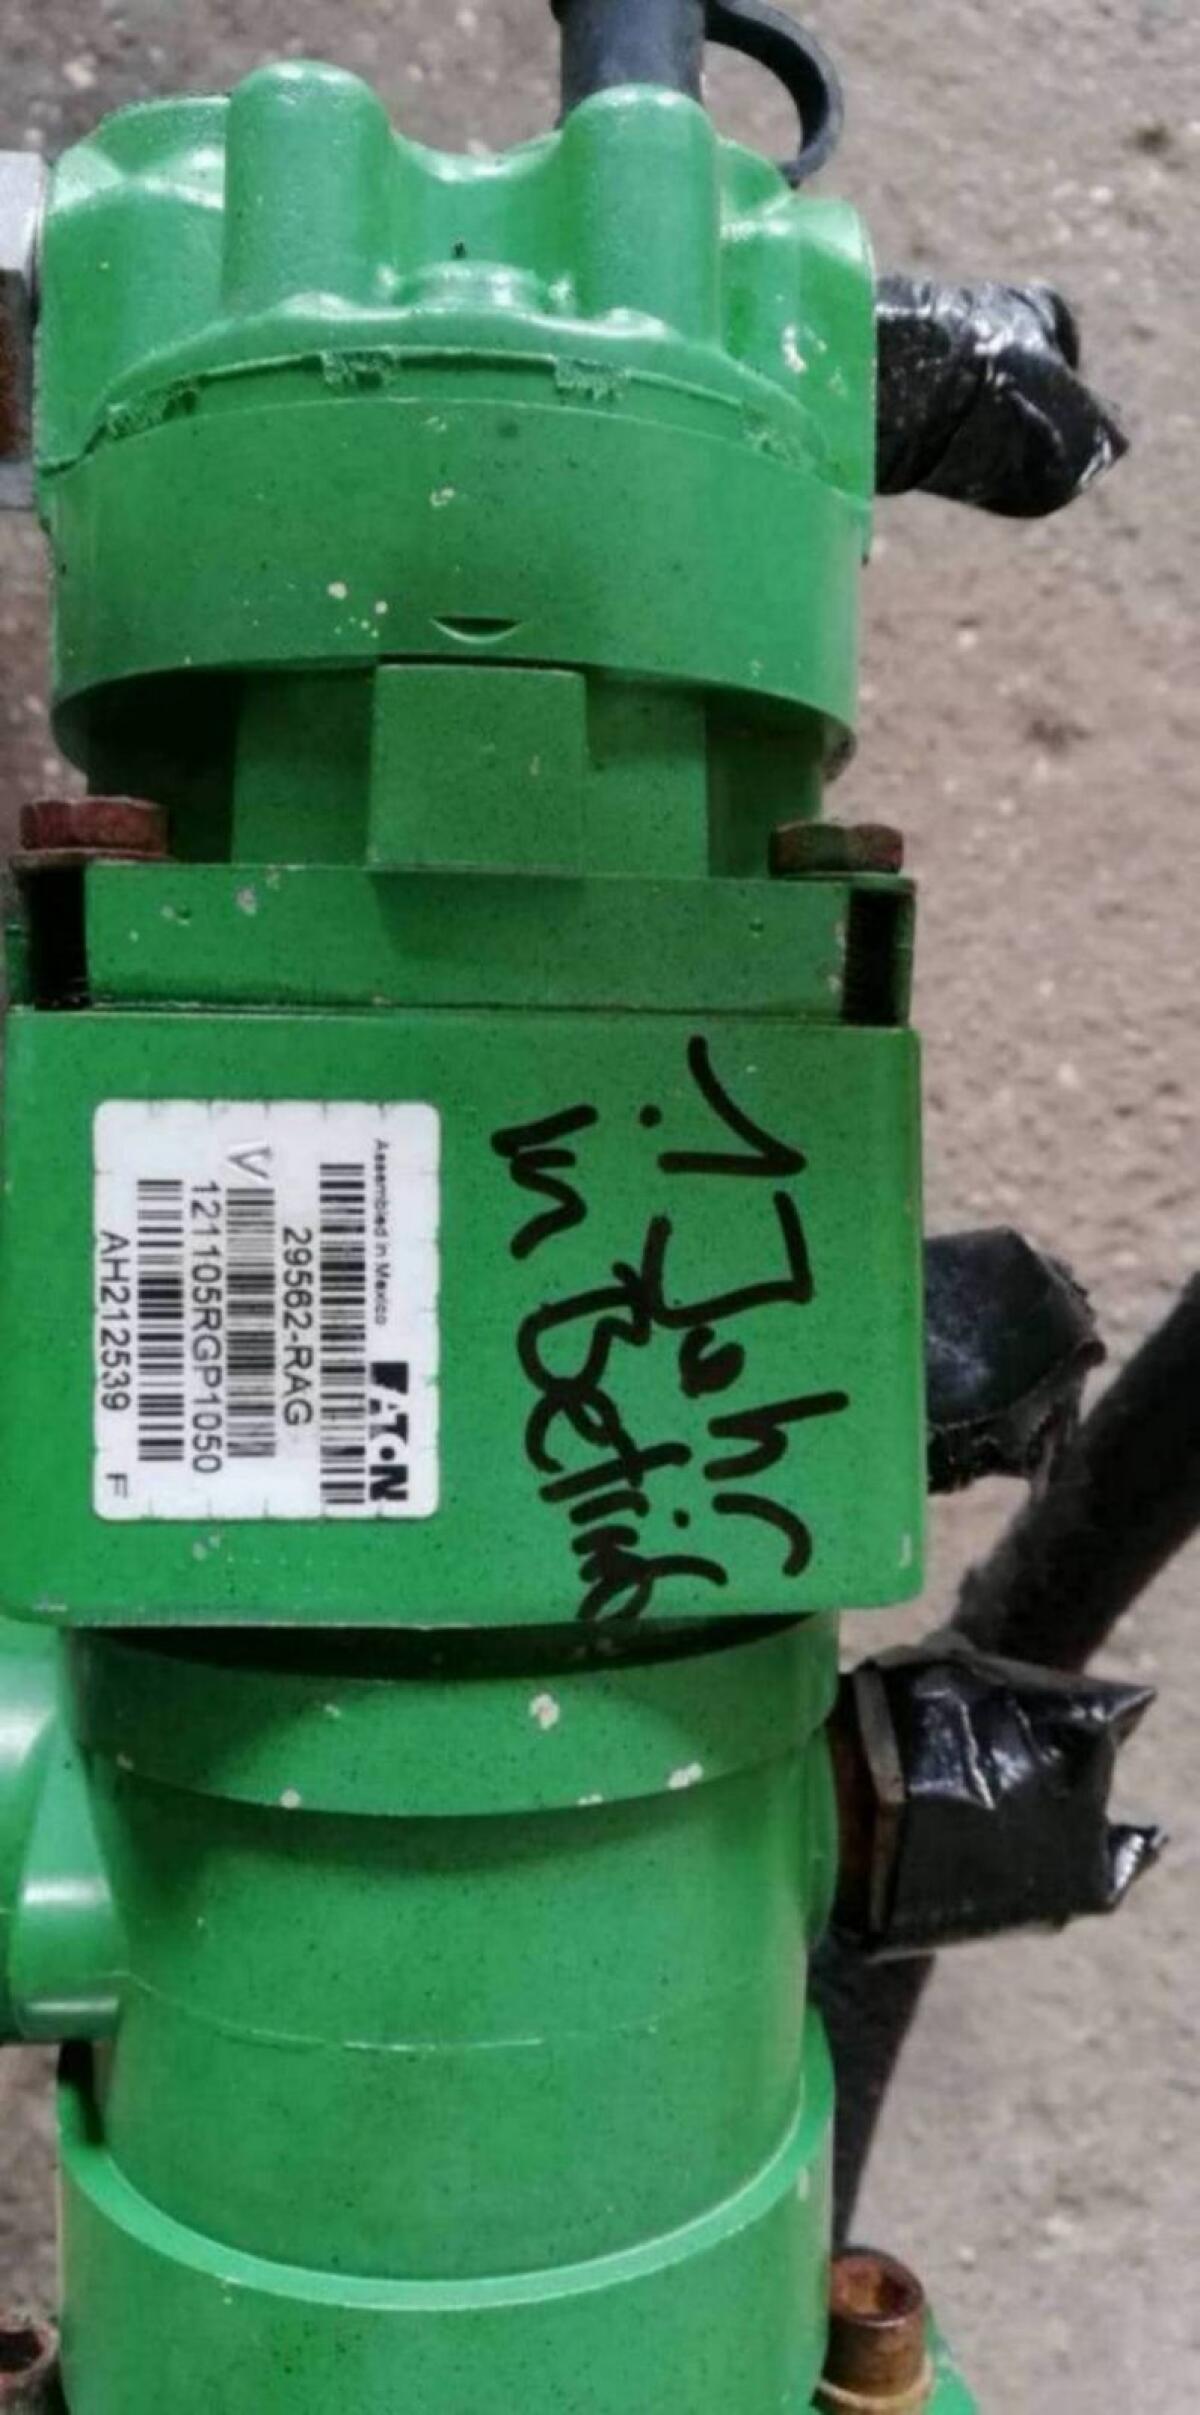 Assembled in Mexico
EATON
29562-RAG
V
121105RGP1050
AH212539 F
1 Jahr
in Betrieb